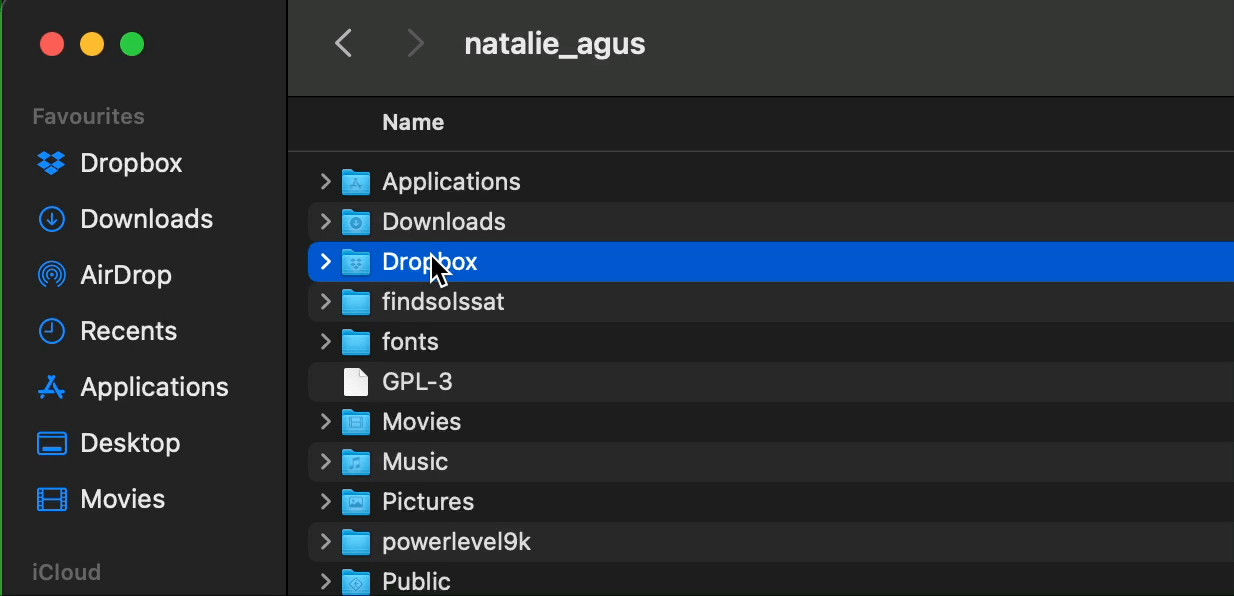 natalie_agus
Favourites
Dropbox
Downloads
AirDrop
Recents
Applications
Desktop
Movies
iCloud
Name
Applications
Downloads
Dropbox
findsolssat
fonts
GPL-3
Movies
Music
Pictures
powerlevel9k
Public